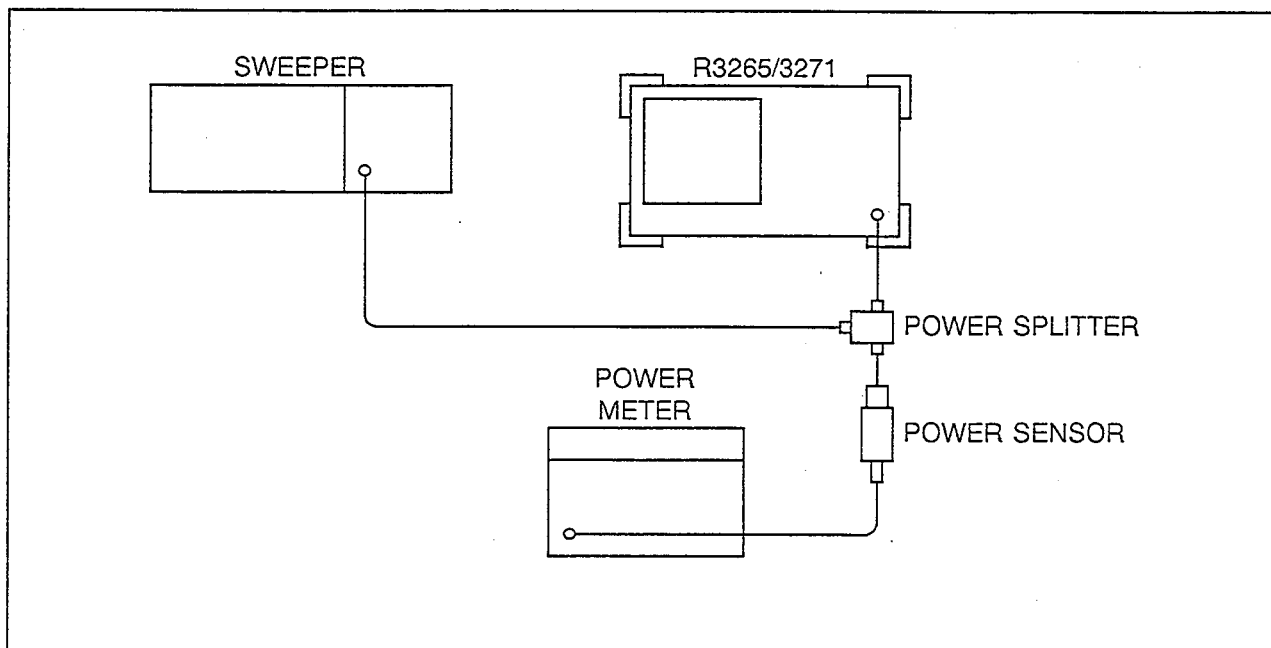 SWEEPER
R3265/3271
POWER SPLITTER
POWER
METER
POWER SENSOR